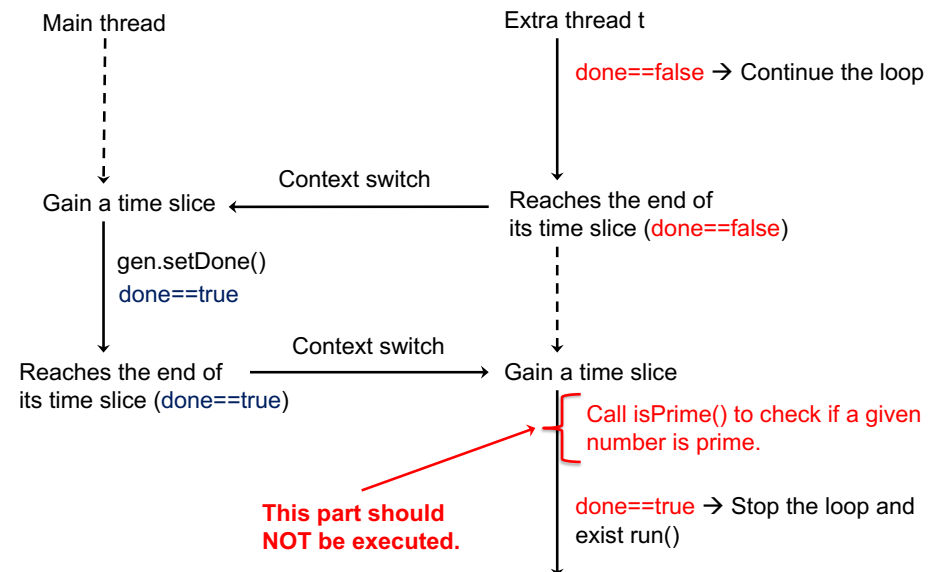 Main thread
Extra thread t
done==false → Continue the loop
Context switch
Gain a time slice
Reaches the end of
its time slice (done==false)
gen.setDone()
done==true
Context switch
Reaches the end of
its time slice (done==true)
Gain a time slice
Call isPrime() to check if a given
number is prime.
This part should
NOT be executed.
done==true → Stop the loop and
exist run()